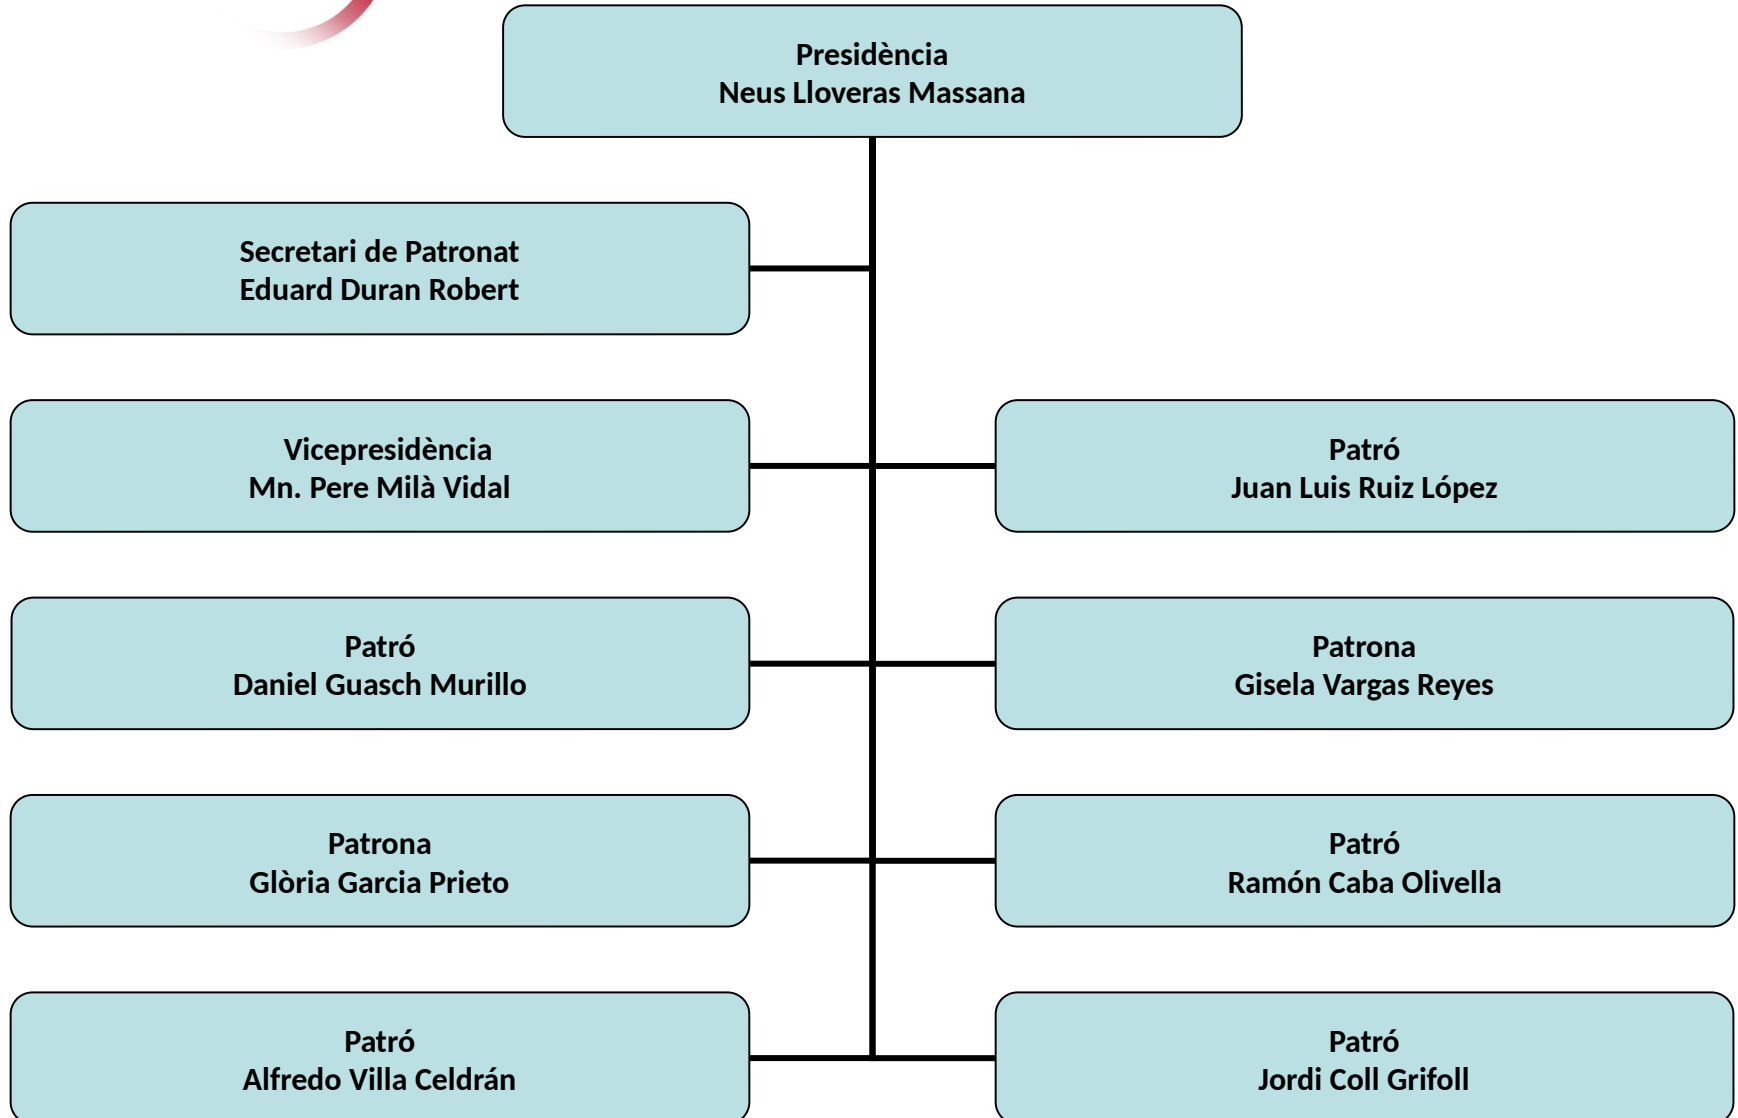 Presidència
Neus Lloveras Massana
Secretari de Patronat
Eduard Duran Robert
Vicepresidència
Mn. Pere Milà Vidal
Patró
Juan Luis Ruiz López
Patró
Daniel Guasch Murillo
Patrona
Gisela Vargas Reyes
Patrona
Glòria Garcia Prieto
Patró
Ramón Caba Olivella
Patró
Alfredo Villa Celdrán
Patró
Jordi Coll Grifoll